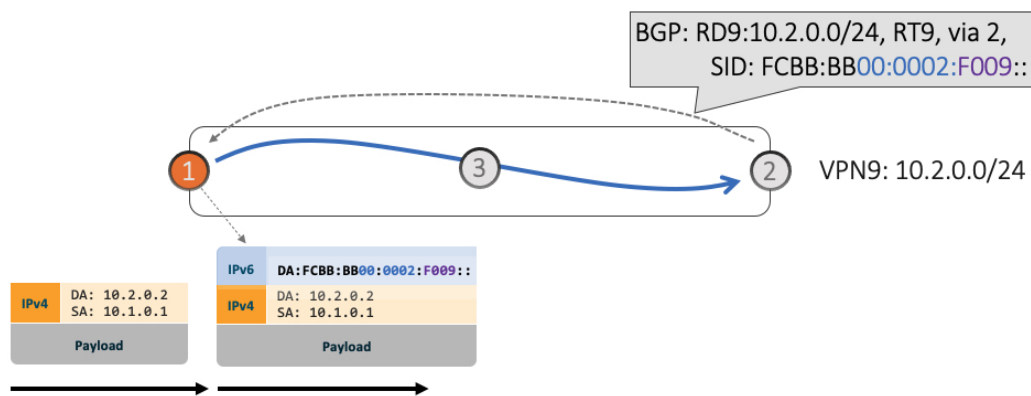 BGP: RD9:10.2.0.0/24, RT9, via 2,
SID: FCBB:BB00:0002:F009::
1
3
2
VPN9: 10.2.0.0/24
IPv6
DA:FCBB:BB00:0002:F009::
IPv4
DA: 10.2.0.2
SA: 10.1.0.1
Payload
IPv4
DA: 10.2.0.2
SA: 10.1.0.1
Payload